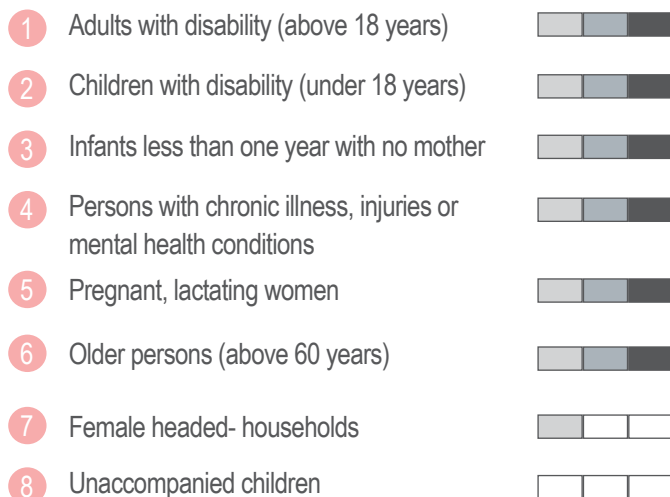 1 Adults with disability (above 18 years)
2 Children with disability (under 18 years)
3 Infants less than one year with no mother
4 Persons with chronic illness, injuries or
mental health conditions
5 Pregnant, lactating women
6 Older persons (above 60 years)
7 Female headed- households
8 Unaccompanied children